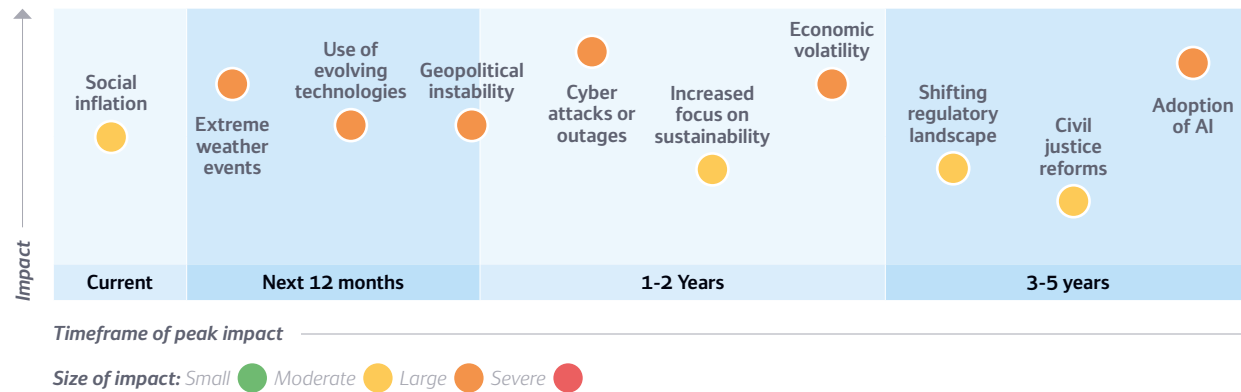 Impact
Social
inflation
Extreme
weather
events
Use of
evolving
technologies
Geopolitical
instability
Cyber
attacks or
outages
Increased
focus on
sustainability
Economic
volatility
Shifting
regulatory
landscape
Civil
justice
reforms
Adoption
of AI
Current
Next 12 months
1-2 Years
3-5 years
Timeframe of peak impact
Size of impact: Small Moderate Large Severe